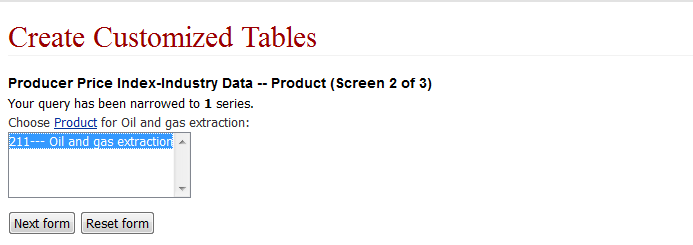 Create Customized Tables
Producer Price Index-Industry Data -- Product (Screen 2 of 3)
Your query has been narrowed to 1 series.
Choose Product for Oil and gas extraction:
211--- Oil and gas extraction
Next form Reset form